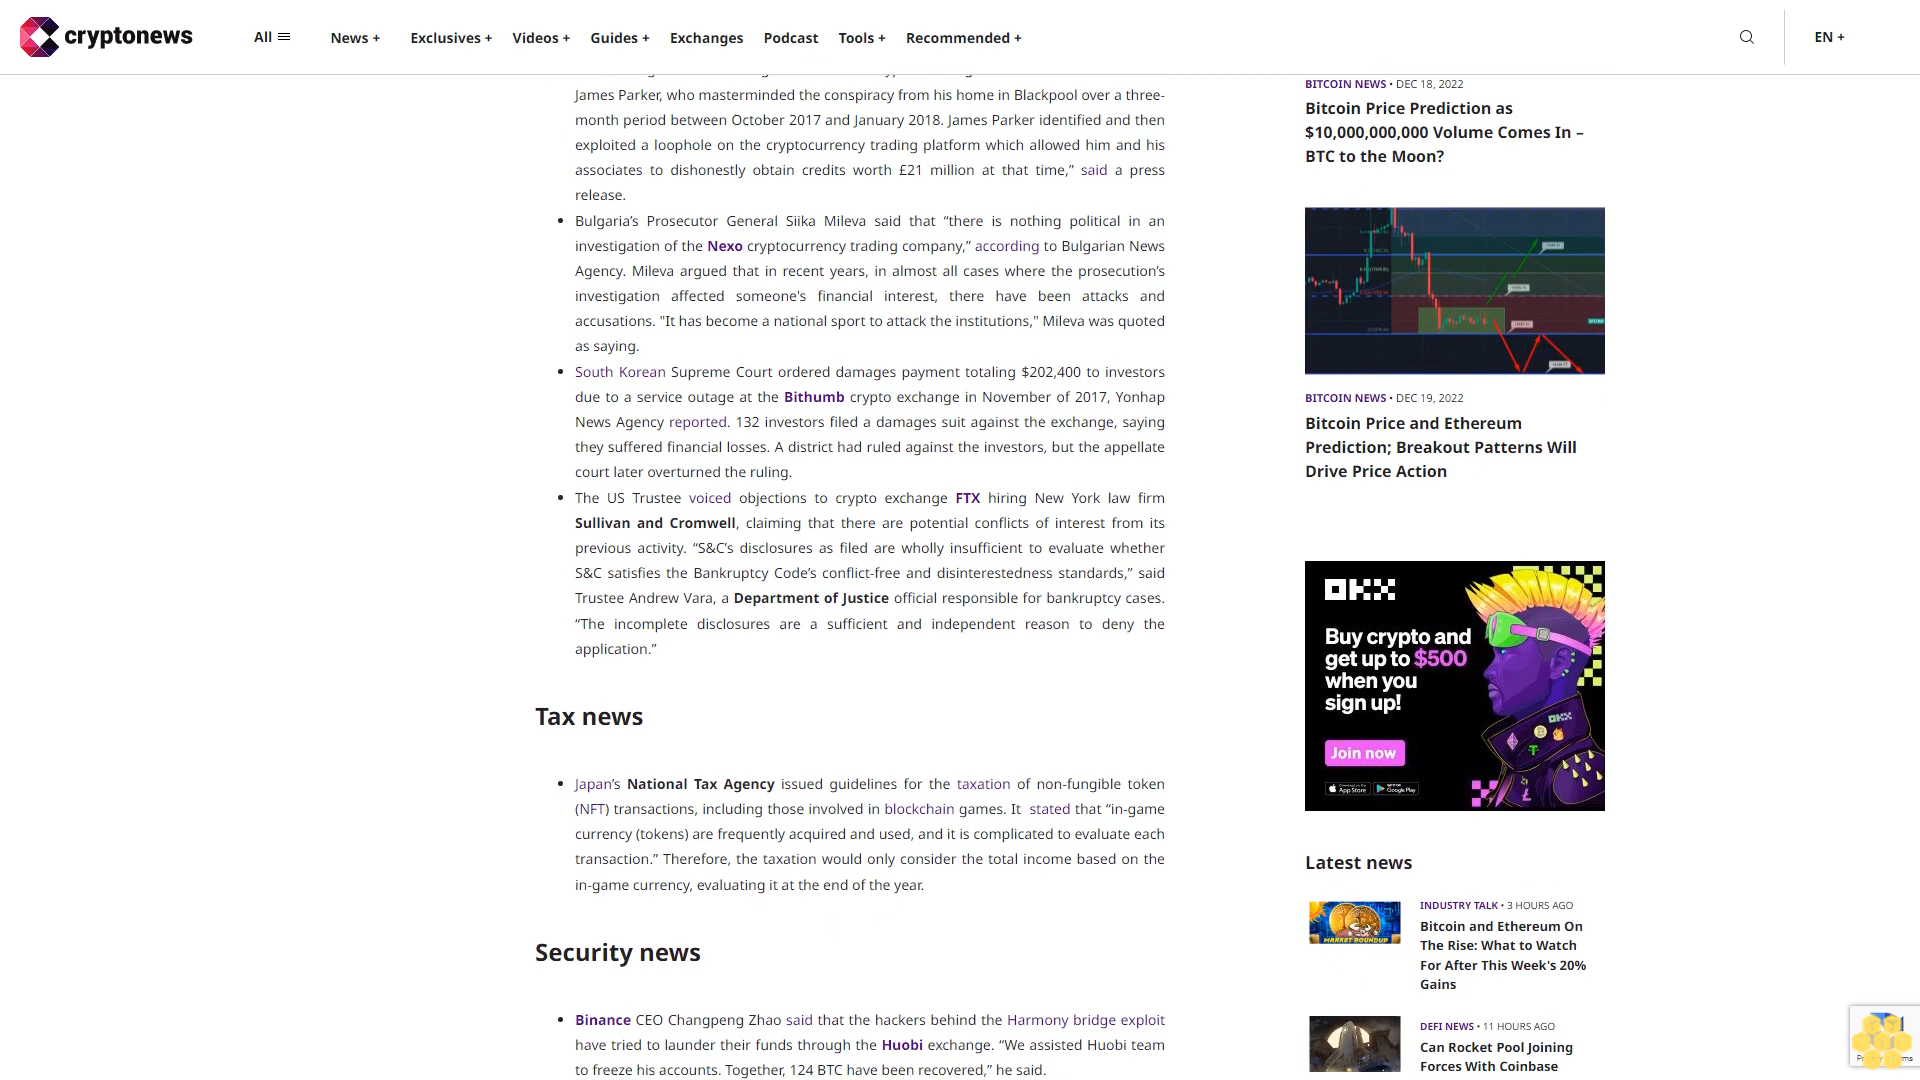 cryptonews
All
News +
Exclusives +
Videos +
Guides +
Exchanges
Podcast
Tools +
Recommended +
EN +
James Parker, who masterminded the conspiracy from his home in Blackpool over a three-
month period between October 2017 and January 2018. James Parker identified and then
exploited a loophole on the cryptocurrency trading platform which allowed him and his
associates to dishonestly obtain credits worth £21 million at that time,” said a press
release.
Bulgaria’s Prosecutor General Siika Mileva said that “there is nothing political in an
investigation of the Nexo cryptocurrency trading company,” according to Bulgarian News
Agency. Mileva argued that in recent years, in almost all cases where the prosecution’s
investigation affected someone's financial interest, there have been attacks and
accusations. "It has become a national sport to attack the institutions," Mileva was quoted
as saying.
South Korean Supreme Court ordered damages payment totaling $202,400 to investors
due to a service outage at the Bithumb crypto exchange in November of 2017, Yonhap
News Agency reported. 132 investors filed a damages suit against the exchange, saying
they suffered financial losses. A district had ruled against the investors, but the appellate
court later overturned the ruling.
The US Trustee voiced objections to crypto exchange FTX hiring New York law firm
Sullivan and Cromwell, claiming that there are potential conflicts of interest from its
previous activity. “S&C’s disclosures as filed are wholly insufficient to evaluate whether
S&C satisfies the Bankruptcy Code’s conflict-free and disinterestedness standards,” said
Trustee Andrew Vara, a Department of Justice official responsible for bankruptcy cases.
“The incomplete disclosures are a sufficient and independent reason to deny the
application.”
Tax news
Japan’s National Tax Agency issued guidelines for the taxation of non-fungible token
(NFT) transactions, including those involved in blockchain games. It stated that “in-game
currency (tokens) are frequently acquired and used, and it is complicated to evaluate each
transaction.” Therefore, the taxation would only consider the total income based on the
in-game currency, evaluating it at the end of the year.
Security news
Binance CEO Changpeng Zhao said that the hackers behind the Harmony bridge exploit
have tried to launder their funds through the Huobi exchange. “We assisted Huobi team
to freeze his accounts. Together, 124 BTC have been recovered,” he said.
BITCOIN NEWS • DEC 18, 2022
Bitcoin Price Prediction as
$10,000,000,000 Volume Comes In –
BTC to the Moon?
BITCOIN NEWS • DEC 19, 2022
Bitcoin Price and Ethereum
Prediction; Breakout Patterns Will
Drive Price Action
OKX
Buy crypto and
get up to $500
when you
sign up!
Join now
App Store
Google Play
OKX
Latest news
MARKET ROUNDUP
INDUSTRY TALK • 3 HOURS AGO
Bitcoin and Ethereum On
The Rise: What to Watch
For After This Week's 20%
Gains
DEFI NEWS • 11 HOURS AGO
Can Rocket Pool Joining
Forces With Coinbase